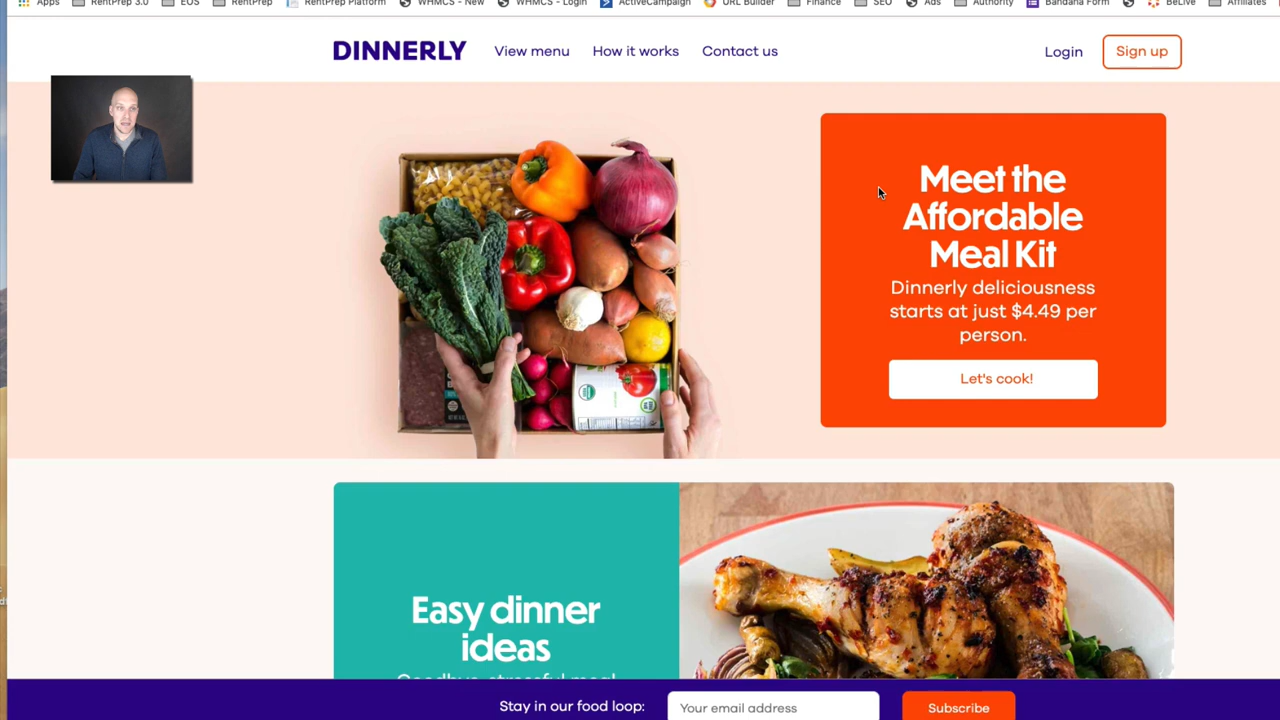 Apps RentPrep 3.0 EOS RentPrep RentPrep Platform WHMCS - New WHMCS - Login ActiveCampaign URL Builder Finance SEO Ads Authority Bandana Form BeLive Affiliates
DINNERLY View menu How it works Contact us Login Sign up
Meet the
Affordable
Meal Kit
Dinnerly deliciousness
starts at just $4.49 per
person.
Let's cook!
Easy dinner
ideas
Goodbye, stressful meal
Stay in our food loop: Your email address Subscribe